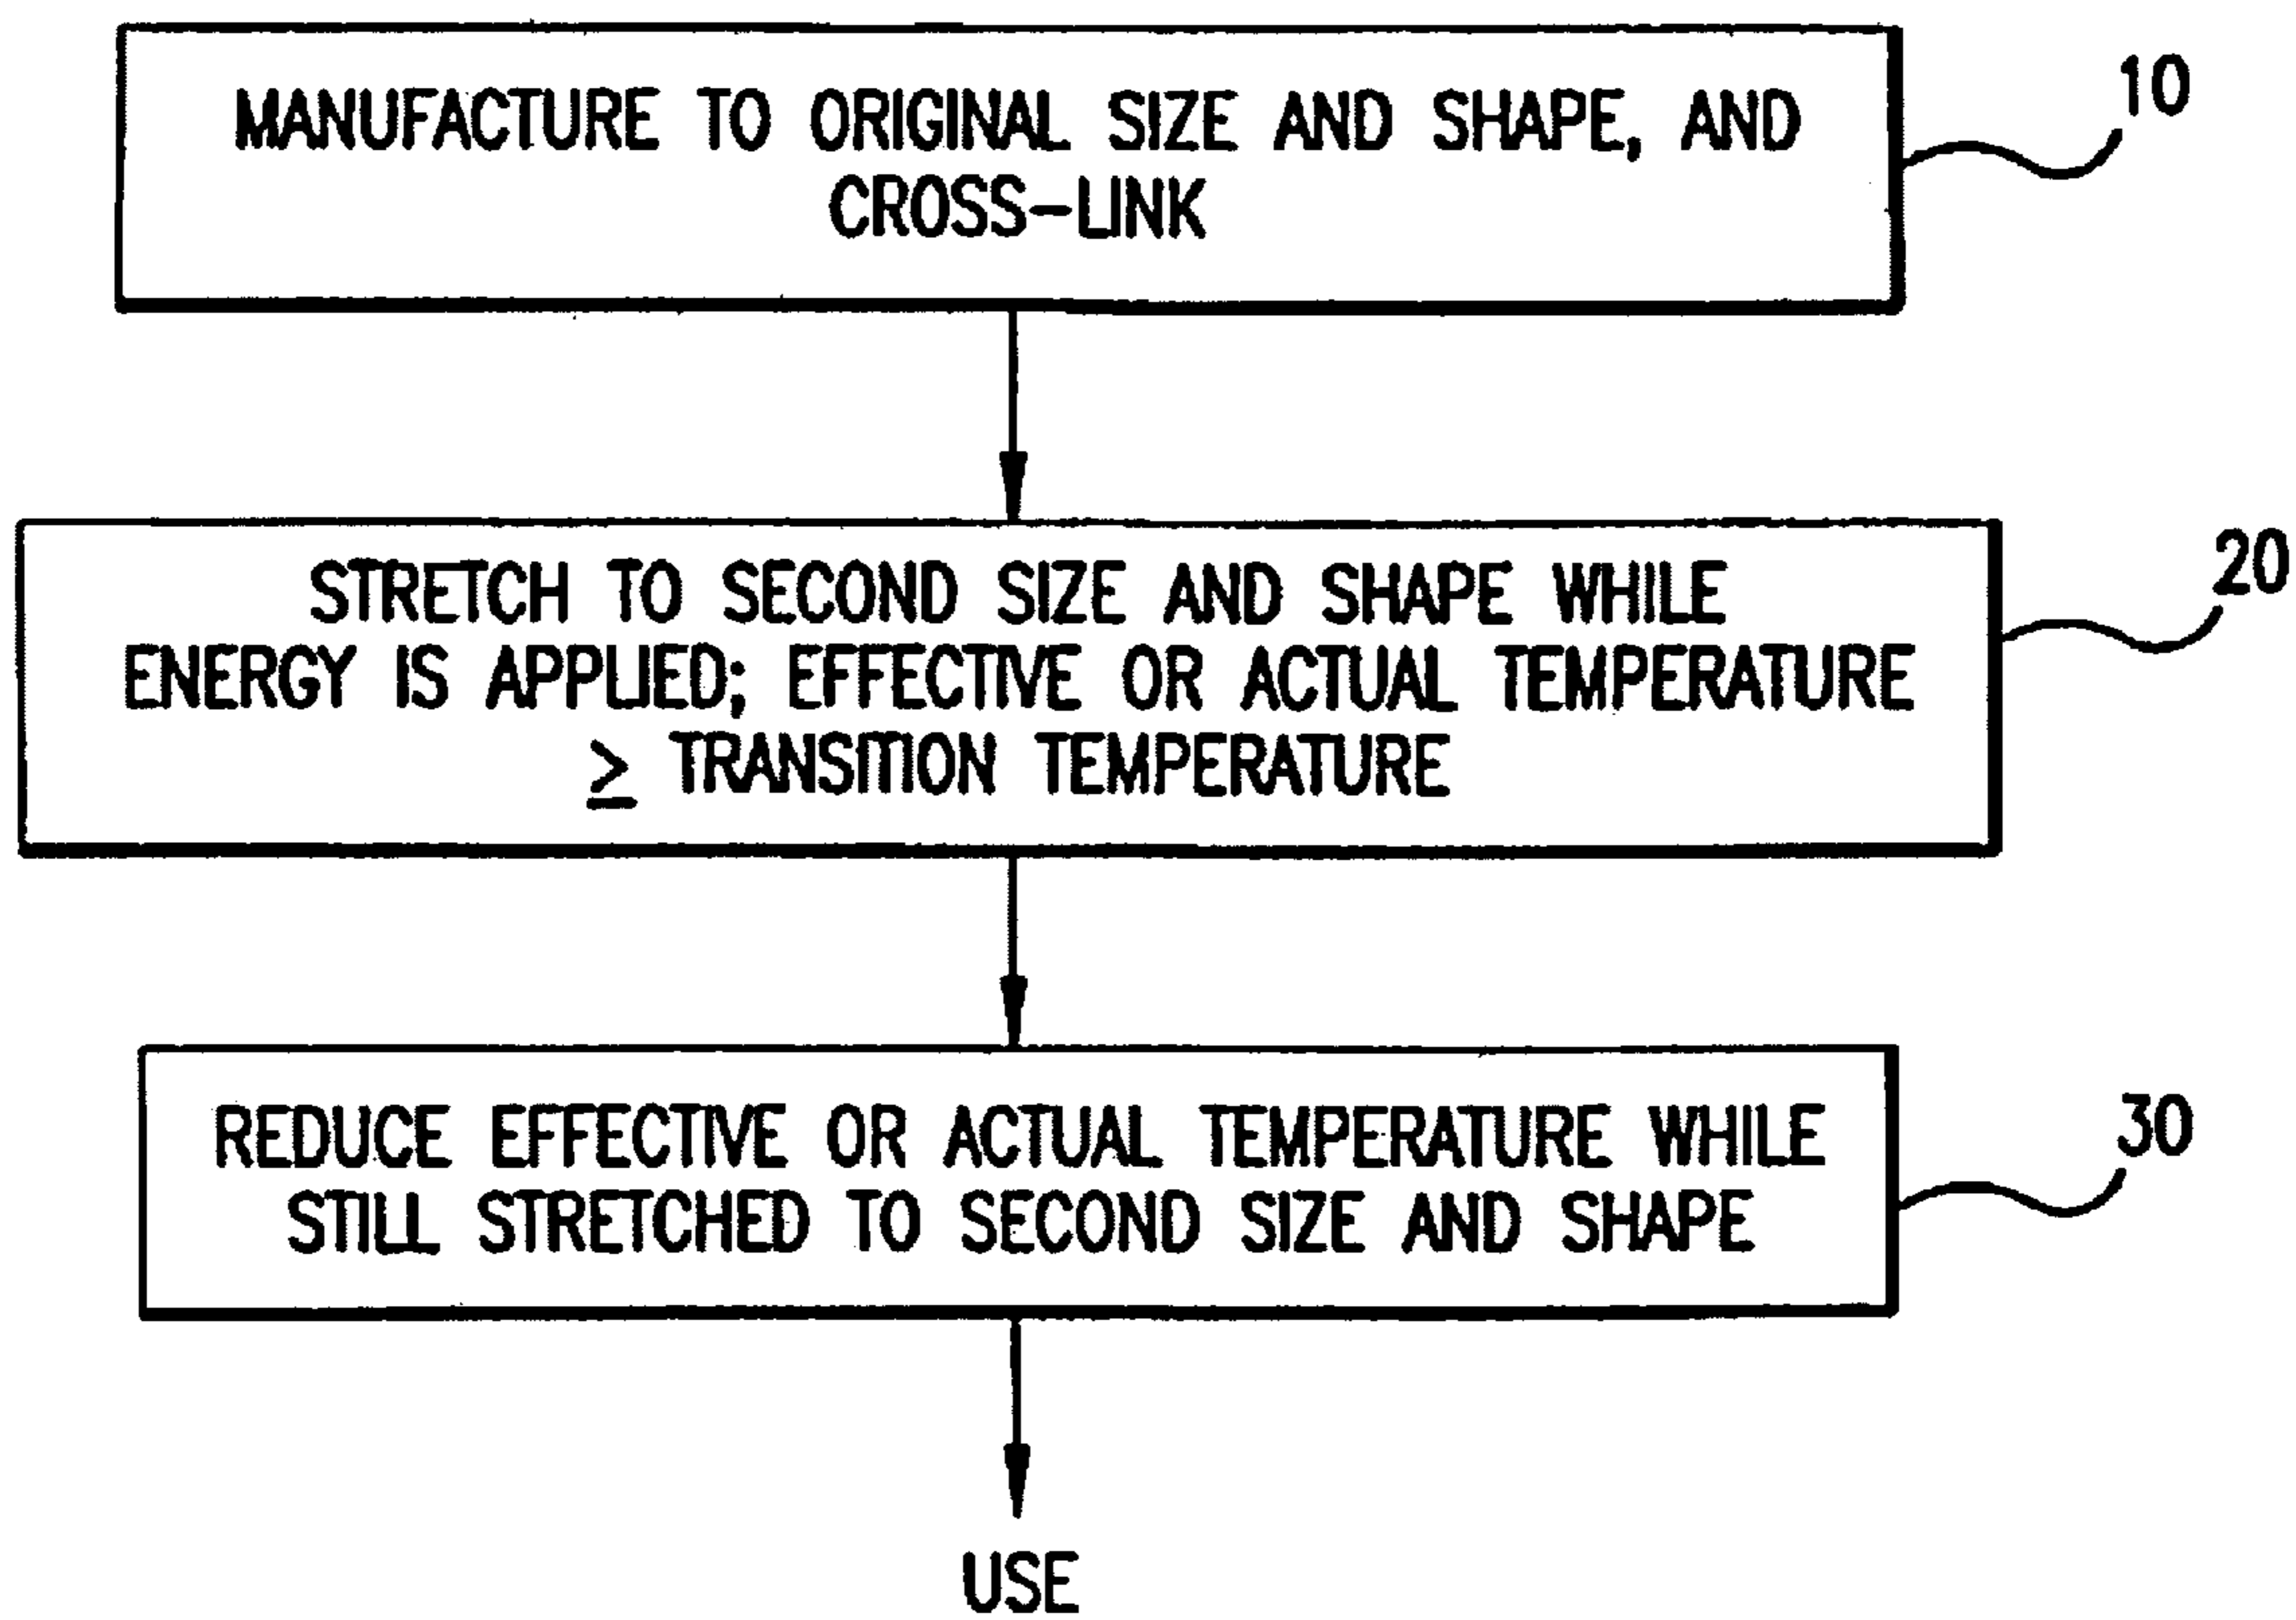 MANUFACTURE TO ORIGINAL SIZE AND SHAPE, AND
CROSS-LINK
10
STRETCH TO SECOND SIZE AND SHAPE WHILE
ENERGY IS APPLIED; EFFECTIVE OR ACTUAL TEMPERATURE
≥ TRANSITION TEMPERATURE
20
REDUCE EFFECTIVE OR ACTUAL TEMPERATURE WHILE
STILL STRETCHED TO SECOND SIZE AND SHAPE
30
USE